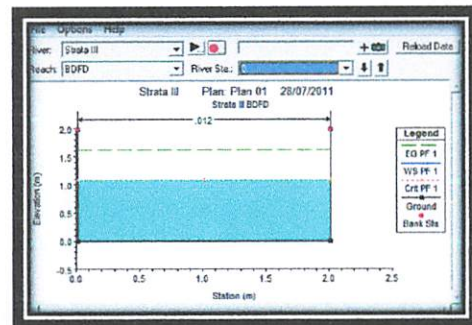 File Options Help
River: Strata III Reload Data
Reach: BDFD River Sta.:
Strata III Plan: Plan 01 28/07/2011
Strata III BDFD
.012
Legend
EG PF 1
WS PF 1
Crit PF 1
Ground
Bank Sta
Elevation (m)
2.0
1.5
1.0
0.5
0.0
-0.5
0.0 0.5 1.0 1.5 2.0 2.5
Station (m)